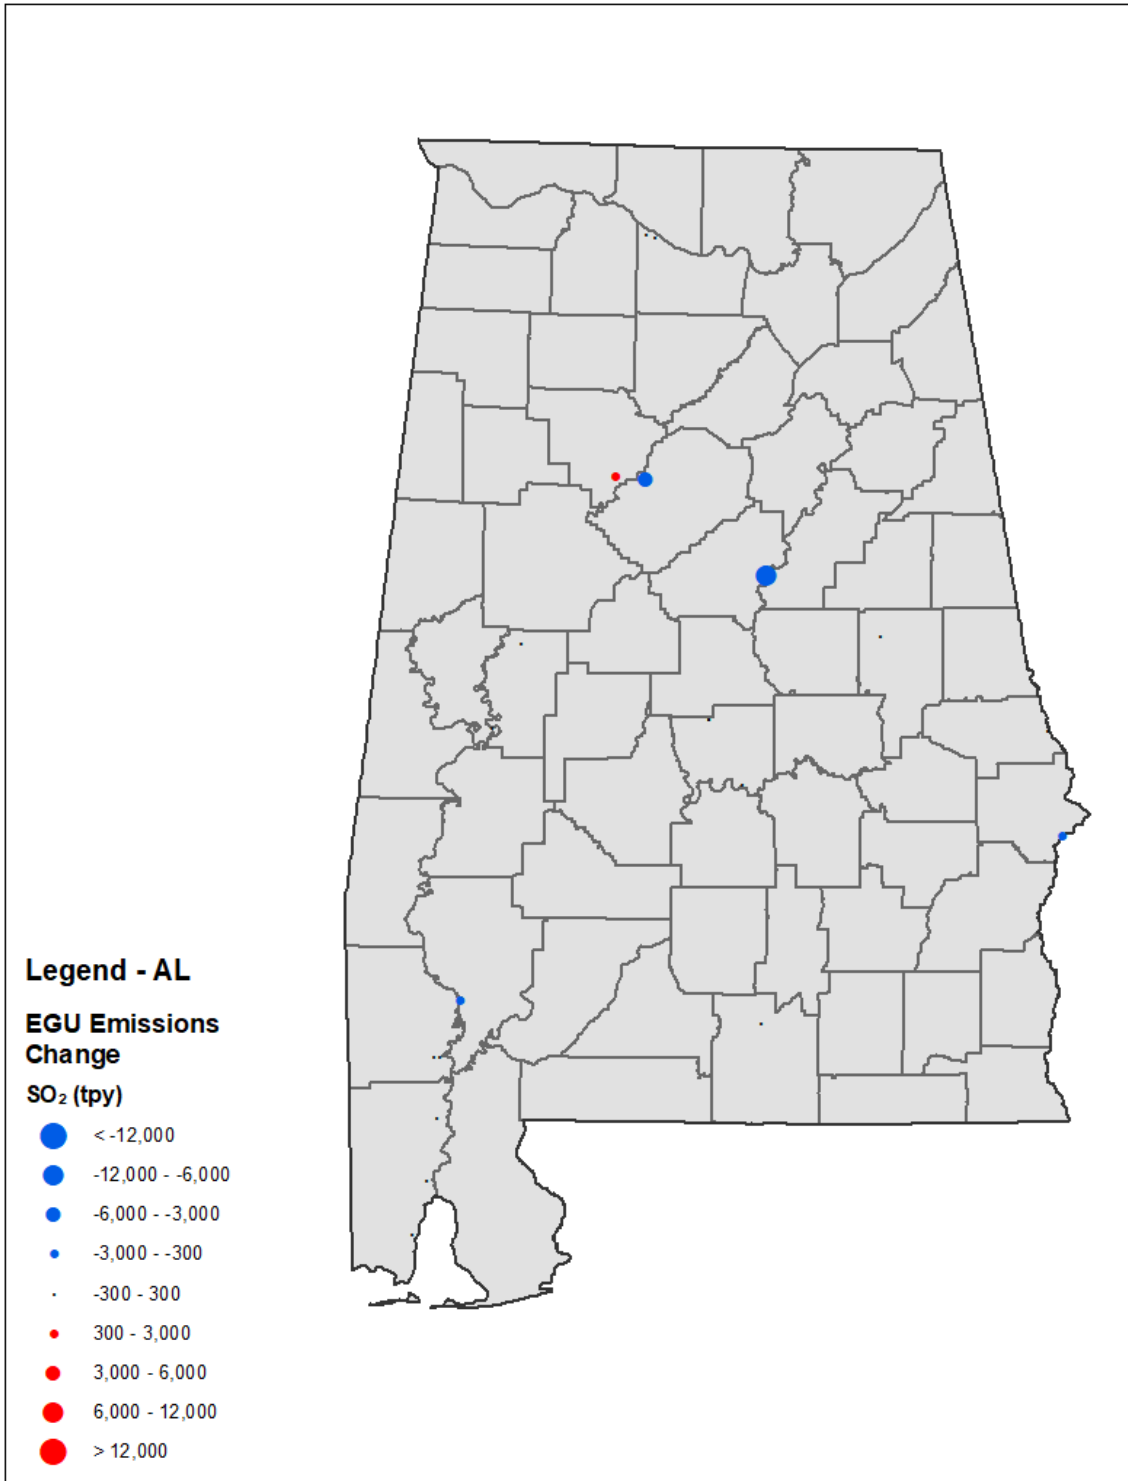 Legend - AL
EGU Emissions
Change
SO₂ (tpy)
< -12,000
-12,000 - -6,000
-6,000 - -3,000
-3,000 - -300
-300 - 300
300 - 3,000
3,000 - 6,000
6,000 - 12,000
> 12,000